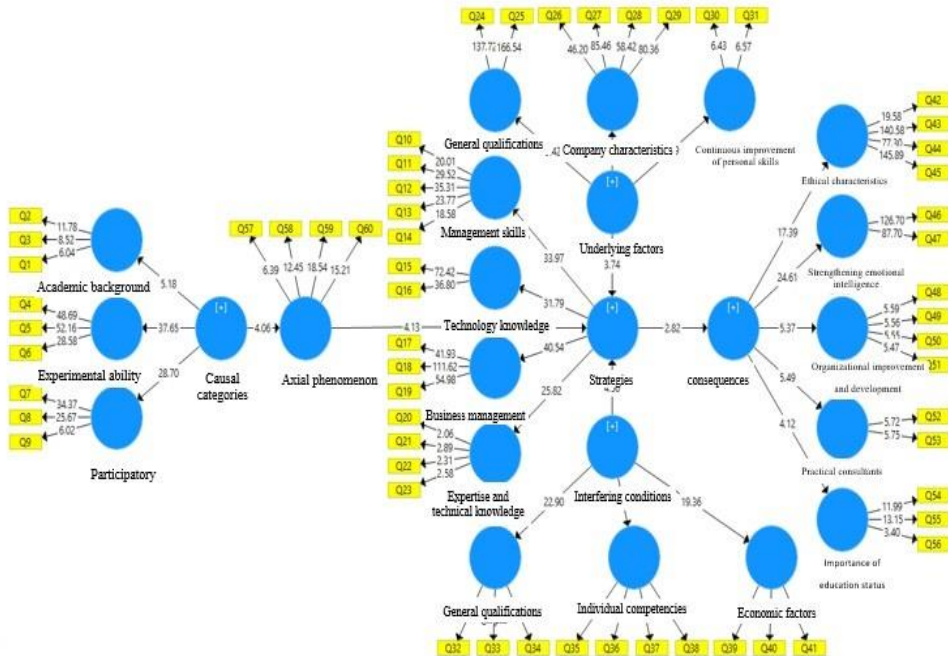 Q24
Q25
Q26
Q27
Q28
Q29
Q30
Q31
137.72
166.54
46.20
85.46
58.42
80.36
6.43
6.57
General qualifications
Company characteristics
Continuous improvement
of personal skills
[+]
Underlying factors
3.74
Q42
Q43
Q44
Q45
19.58
140.58
77.30
145.89
Ethical characteristics
17.39
Q10
Q11
Q12
Q13
Q14
20.01
29.52
35.31
23.77
18.58
Management skills
33.97
Q46
Q47
126.70
87.70
Strengthening emotional
intelligence
24.61
Q2
Q3
Q1
11.78
8.52
6.04
Academic background
5.18
Q57
Q58
Q59
Q60
6.39
12.45
18.54
15.21
Q15
Q16
72.42
36.80
Technology knowledge
31.79
Q4
Q5
Q6
48.69
52.16
28.58
Experimental ability
37.65
[+]
Causal
categories
4.06
Axial phenomenon
4.13
[+]
Strategies
2.82
[+]
consequences
5.37
Q48
Q49
Q50
Q51
5.59
5.56
5.55
5.47
Organizational improvement
and development
Q17
Q18
Q19
41.93
111.62
54.98
Business management
40.54
25.82
Q7
Q8
Q9
34.37
25.67
6.02
Participatory
28.70
Q20
Q21
Q22
Q23
2.06
2.89
2.31
2.58
Expertise and
technical knowledge
[+]
Interfering conditions
5.49
4.12
Q52
Q53
5.72
5.75
Practical consultants
Q54
Q55
Q56
11.99
13.15
3.40
Importance of
education status
22.90
19.36
General qualifications
Individual competencies
Economic factors
Q32
Q33
Q34
Q35
Q36
Q37
Q38
Q39
Q40
Q41